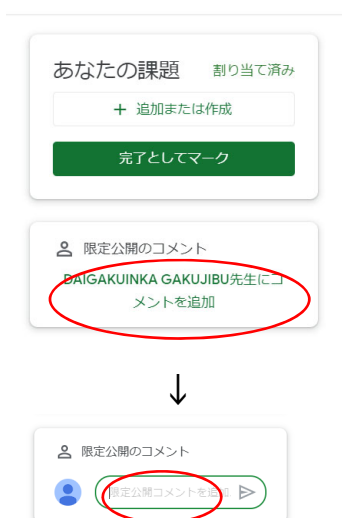 あなたの課題 割り当て済み
+ 追加または作成
完了としてマーク
限定公開のコメント
DAIGAKUINKA GAKUJIBU先生にコ
メントを追加
↓
限定公開のコメント
限定公開コメントを追加